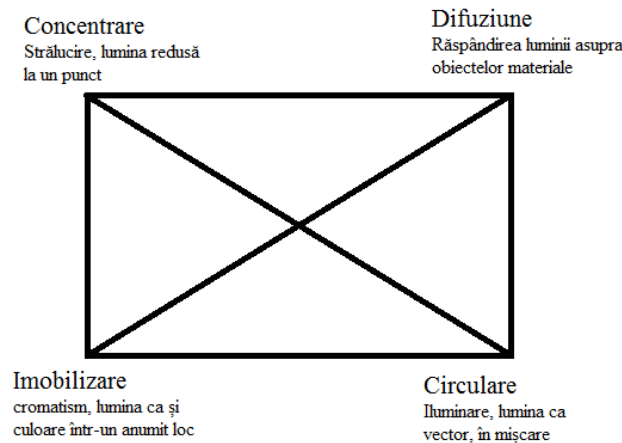 Concentrare
Strălucire, lumina redusă
la un punct
Difuziune
Răspândirea luminii asupra
obiectelor materiale
Imobilizare
cromatism, lumina ca și
culoare într-un anumit loc
Circulare
Iluminare, lumina ca
vector, în mișcare